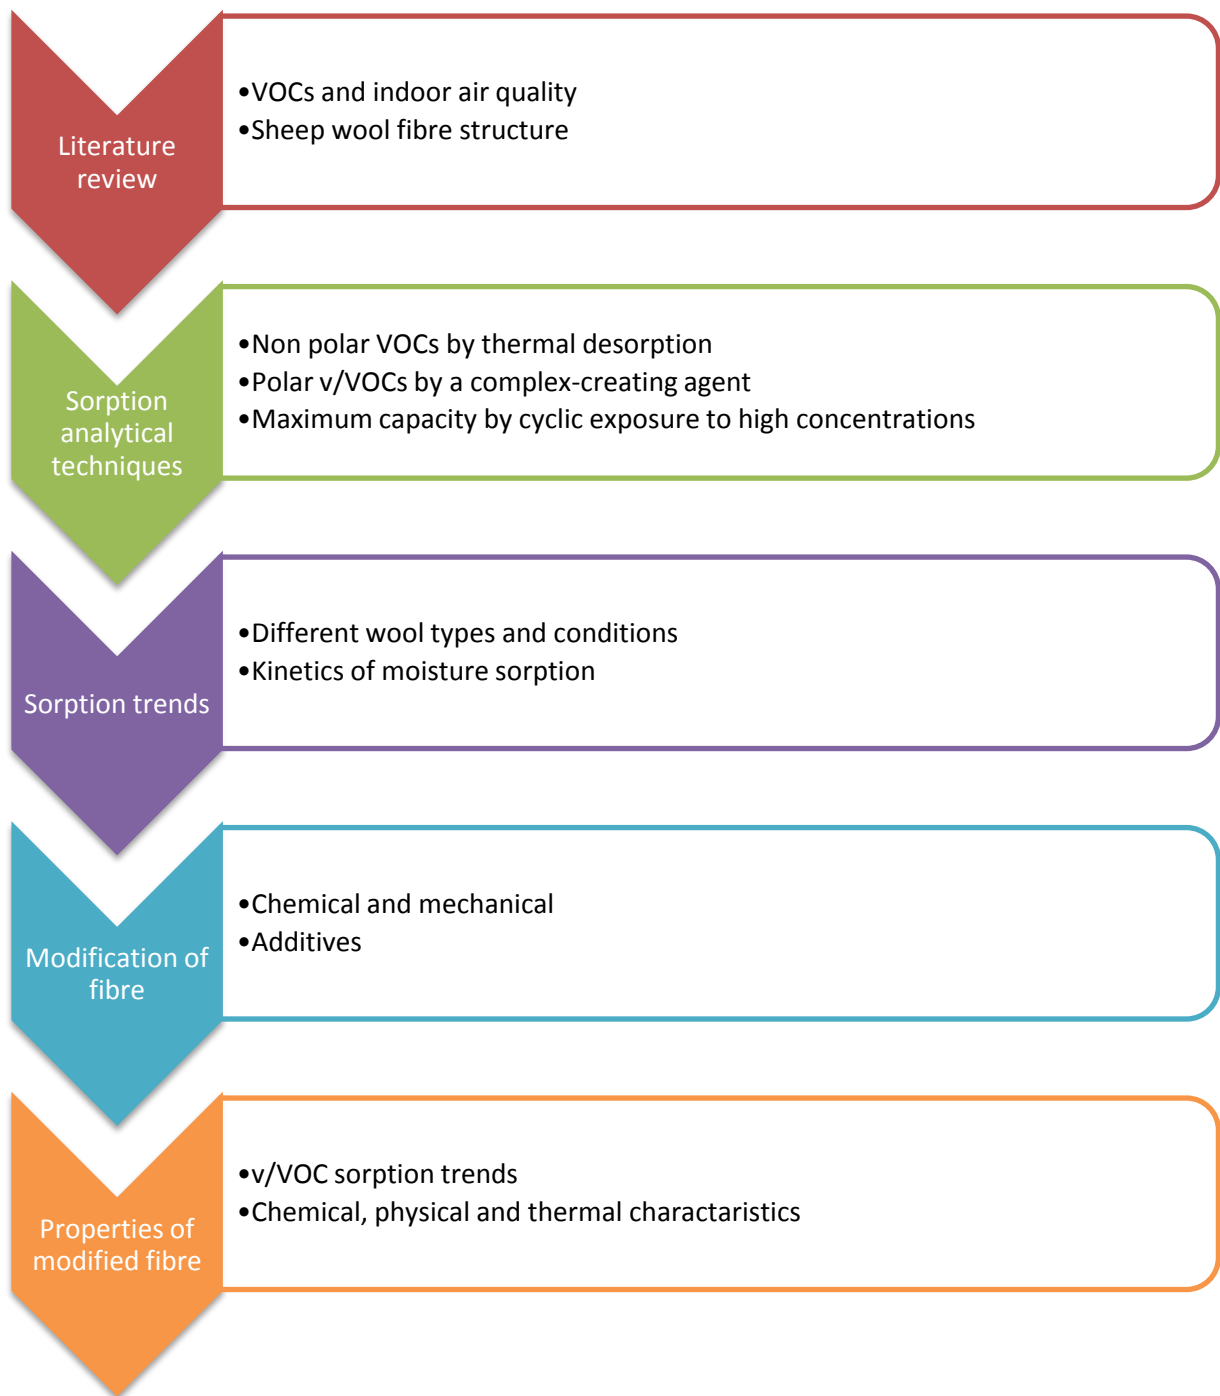 Literature
review
•VOCs and indoor air quality
•Sheep wool fibre structure
Sorption
analytical
techniques
•Non polar VOCs by thermal desorption
•Polar v/VOCs by a complex-creating agent
•Maximum capacity by cyclic exposure to high concentrations
Sorption trends
•Different wool types and conditions
•Kinetics of moisture sorption
Modification of
fibre
•Chemical and mechanical
•Additives
Properties of
modified fibre
•v/VOC sorption trends
•Chemical, physical and thermal charactaristics